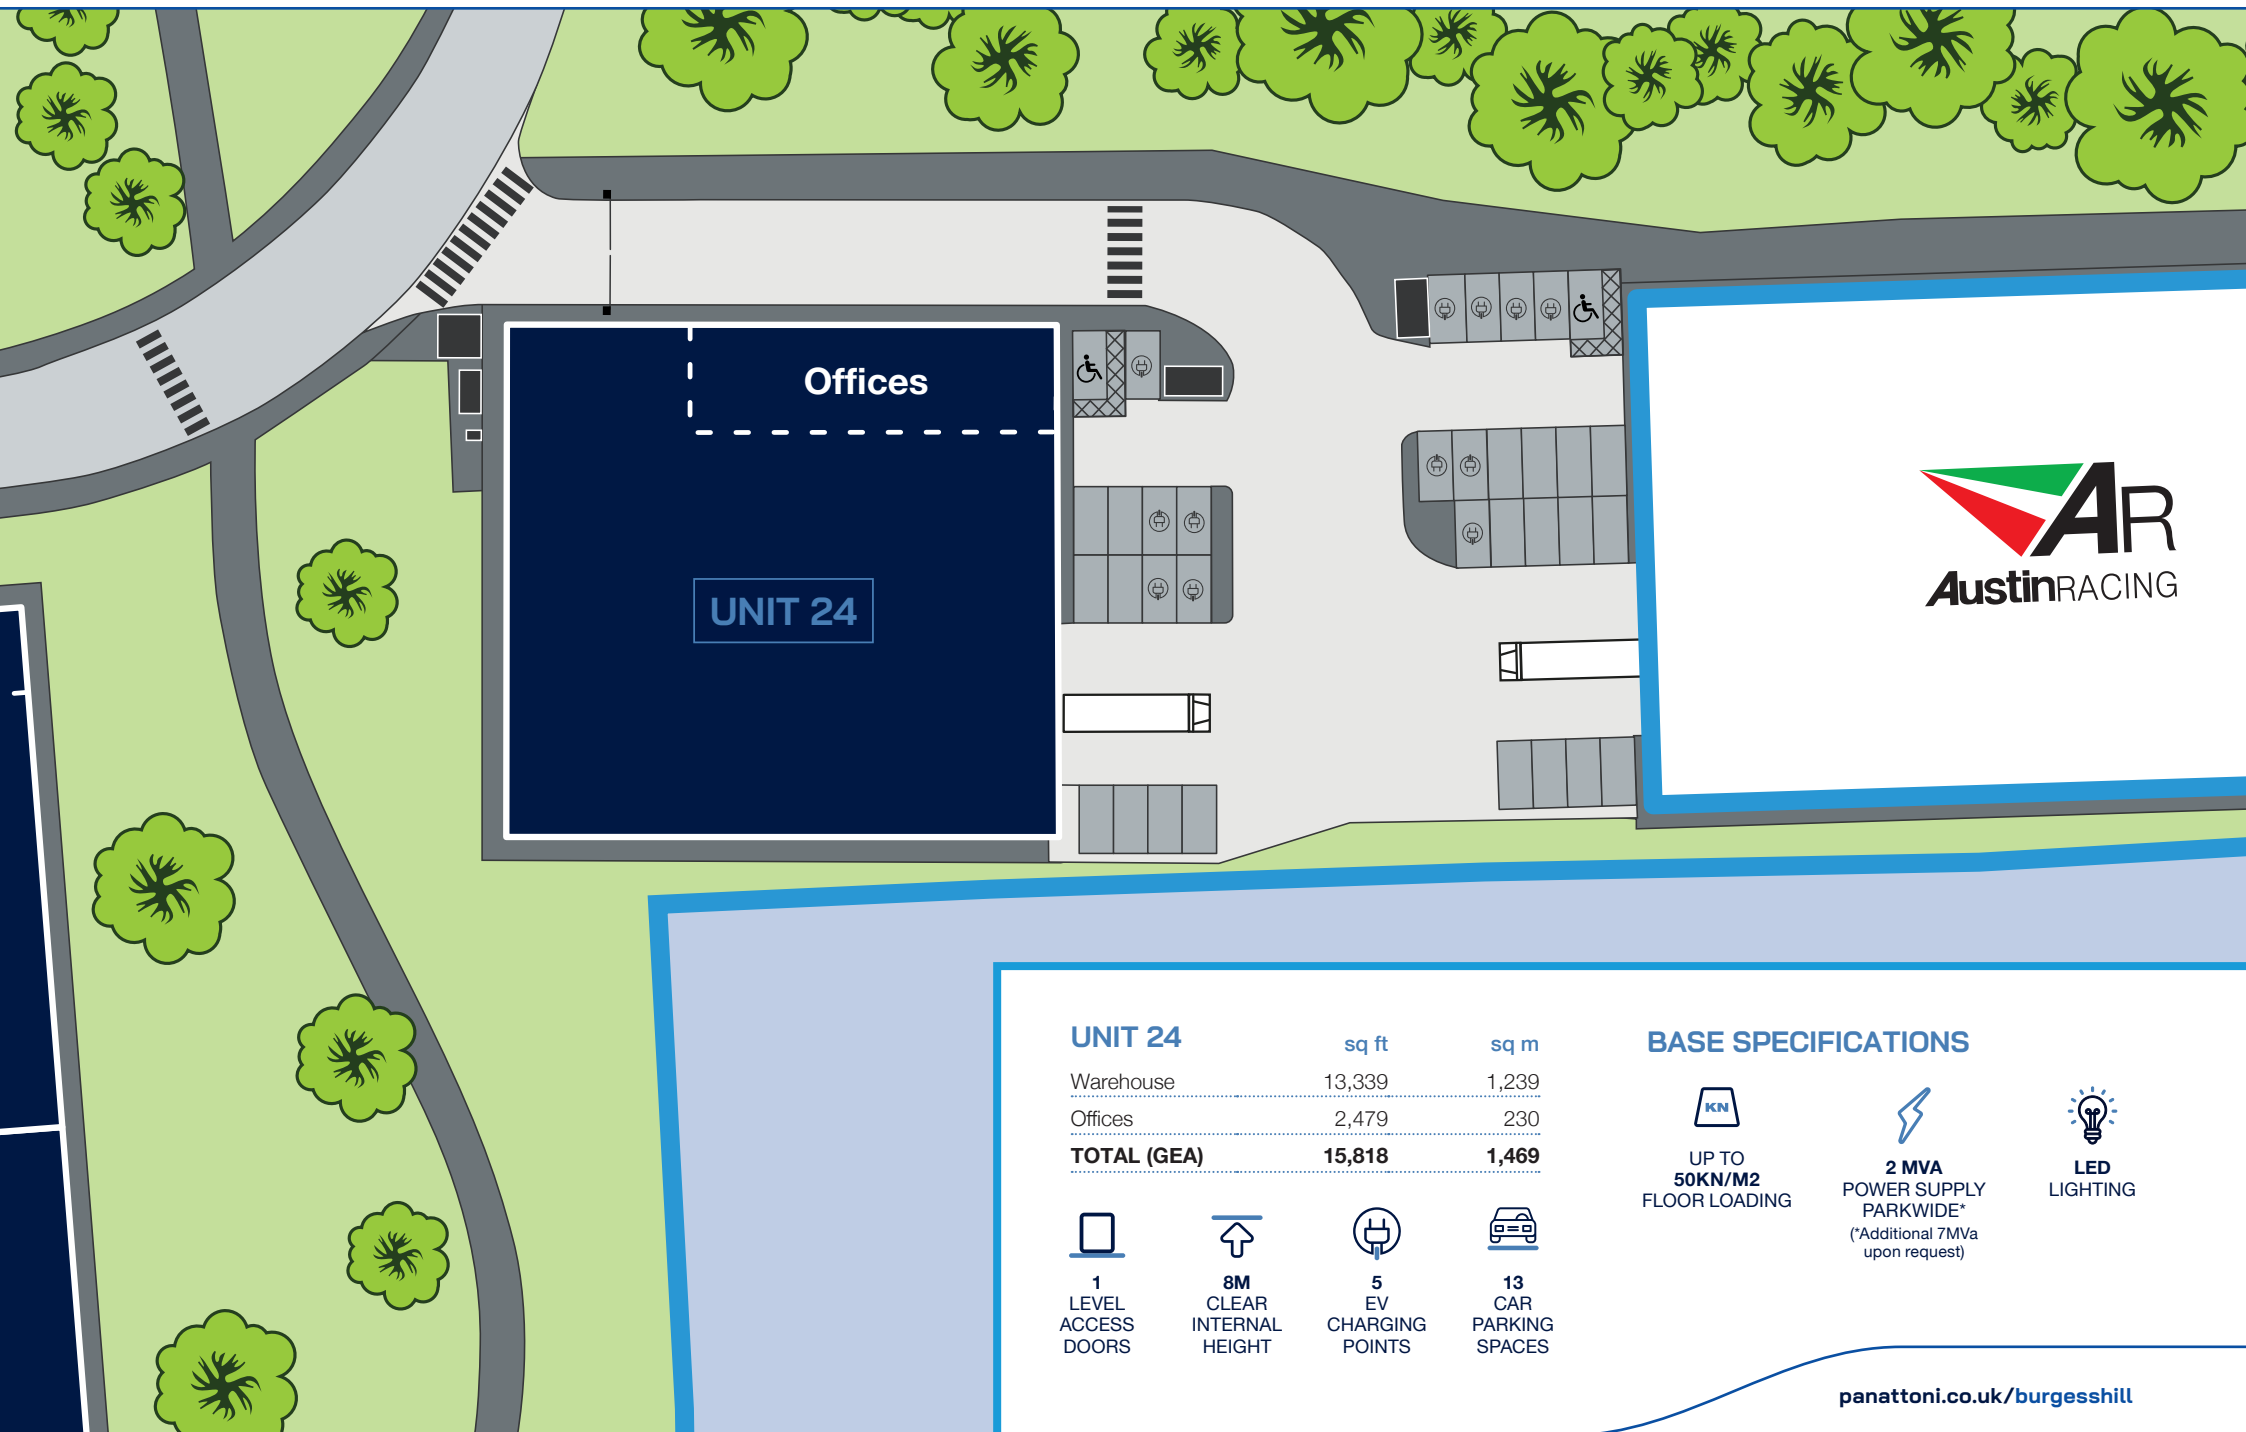 Offices
UNIT 24
AR
AustinRACING
UNIT 24 sq ft sq m
Warehouse 13,339 1,239
Offices 2,479 230
TOTAL (GEA) 15,818 1,469
1
LEVEL
ACCESS
DOORS
8M
CLEAR
INTERNAL
HEIGHT
5
EV
CHARGING
POINTS
13
CAR
PARKING
SPACES
BASE SPECIFICATIONS
KN
UP TO
50KN/M2
FLOOR LOADING
2 MVA
POWER SUPPLY
PARKWIDE*
(*Additional 7MVa
upon request)
LED
LIGHTING
panattoni.co.uk/burgesshill